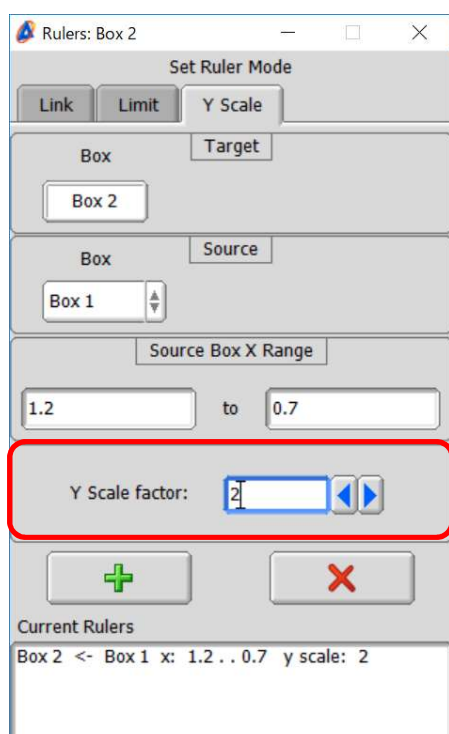 Rulers: Box 2
Set Ruler Mode
Link Limit Y Scale
Target
Box
Box 2
Source
Box
Box 1
Source Box X Range
1.2 to 0.7
Y Scale factor: 2
Current Rulers
Box 2 <- Box 1 x: 1.2 . . 0.7 y scale: 2